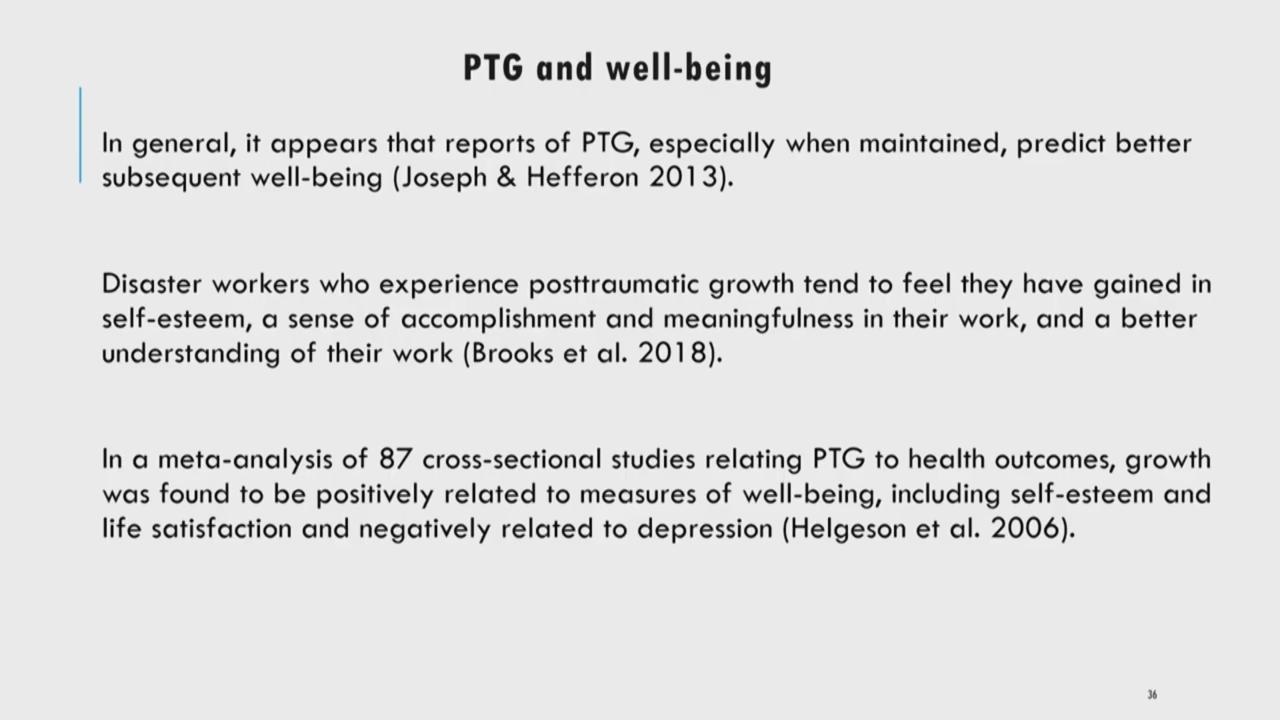 PTG and well-being
In general, it appears that reports of PTG, especially when maintained, predict better
subsequent well-being (Joseph & Hefferon 2013).
Disaster workers who experience posttraumatic growth tend to feel they have gained in
self-esteem, a sense of accomplishment and meaningfulness in their work, and a better
understanding of their work (Brooks et al. 2018).
In a meta-analysis of 87 cross-sectional studies relating PTG to health outcomes, growth
was found to be positively related to measures of well-being, including self-esteem and
life satisfaction and negatively related to depression (Helgeson et al. 2006).
36